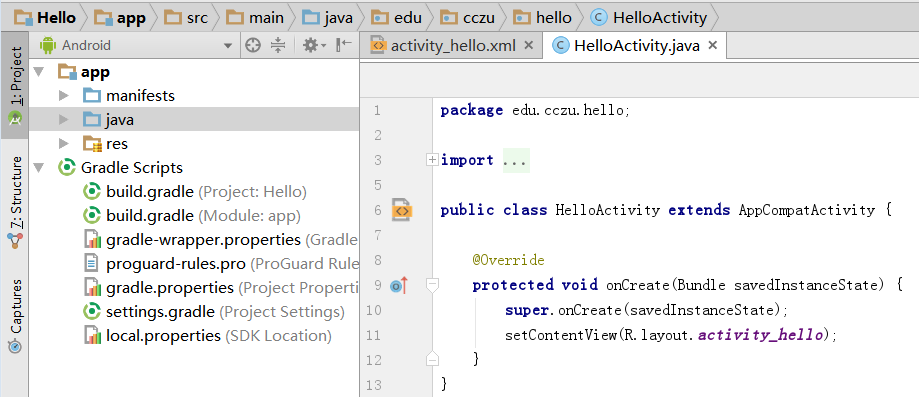 Hello app src main java edu cczu hello HelloActivity
1: Project
7: Structure
Captures
Android
app
manifests
java
res
Gradle Scripts
build.gradle (Project: Hello)
build.gradle (Module: app)
gradle-wrapper.properties (Gradle
proguard-rules.pro (ProGuard Rule
gradle.properties (Project Properti
settings.gradle (Project Settings)
local.properties (SDK Location)
activity_hello.xml HelloActivity.java
1 package edu.cczu.hello;
2
3 import ...
5
6 public class HelloActivity extends AppCompatActivity {
7
8 @Override
9 protected void onCreate(Bundle savedInstanceState) {
10 super.onCreate(savedInstanceState);
11 setContentView(R.layout.activity_hello);
12 }
13 }